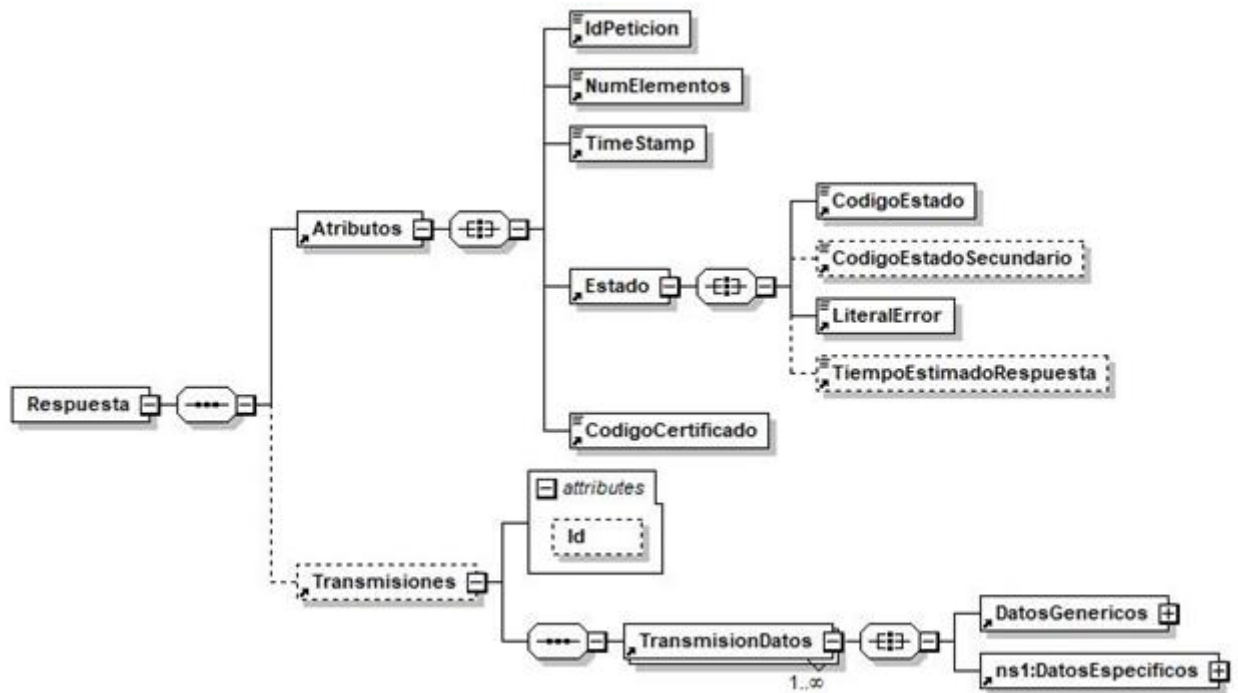 IdPeticion
NumElementos
TimeStamp
CodigoEstado
Atributos
CodigoEstadoSecundario
Estado
LiteralError
TiempoEstimadoRespuesta
Respuesta
CodigoCertificado
attributes
Id
Transmisiones
DatosGenericos
TransmisionDatos
ns1:DatosEspecificos
1..∞